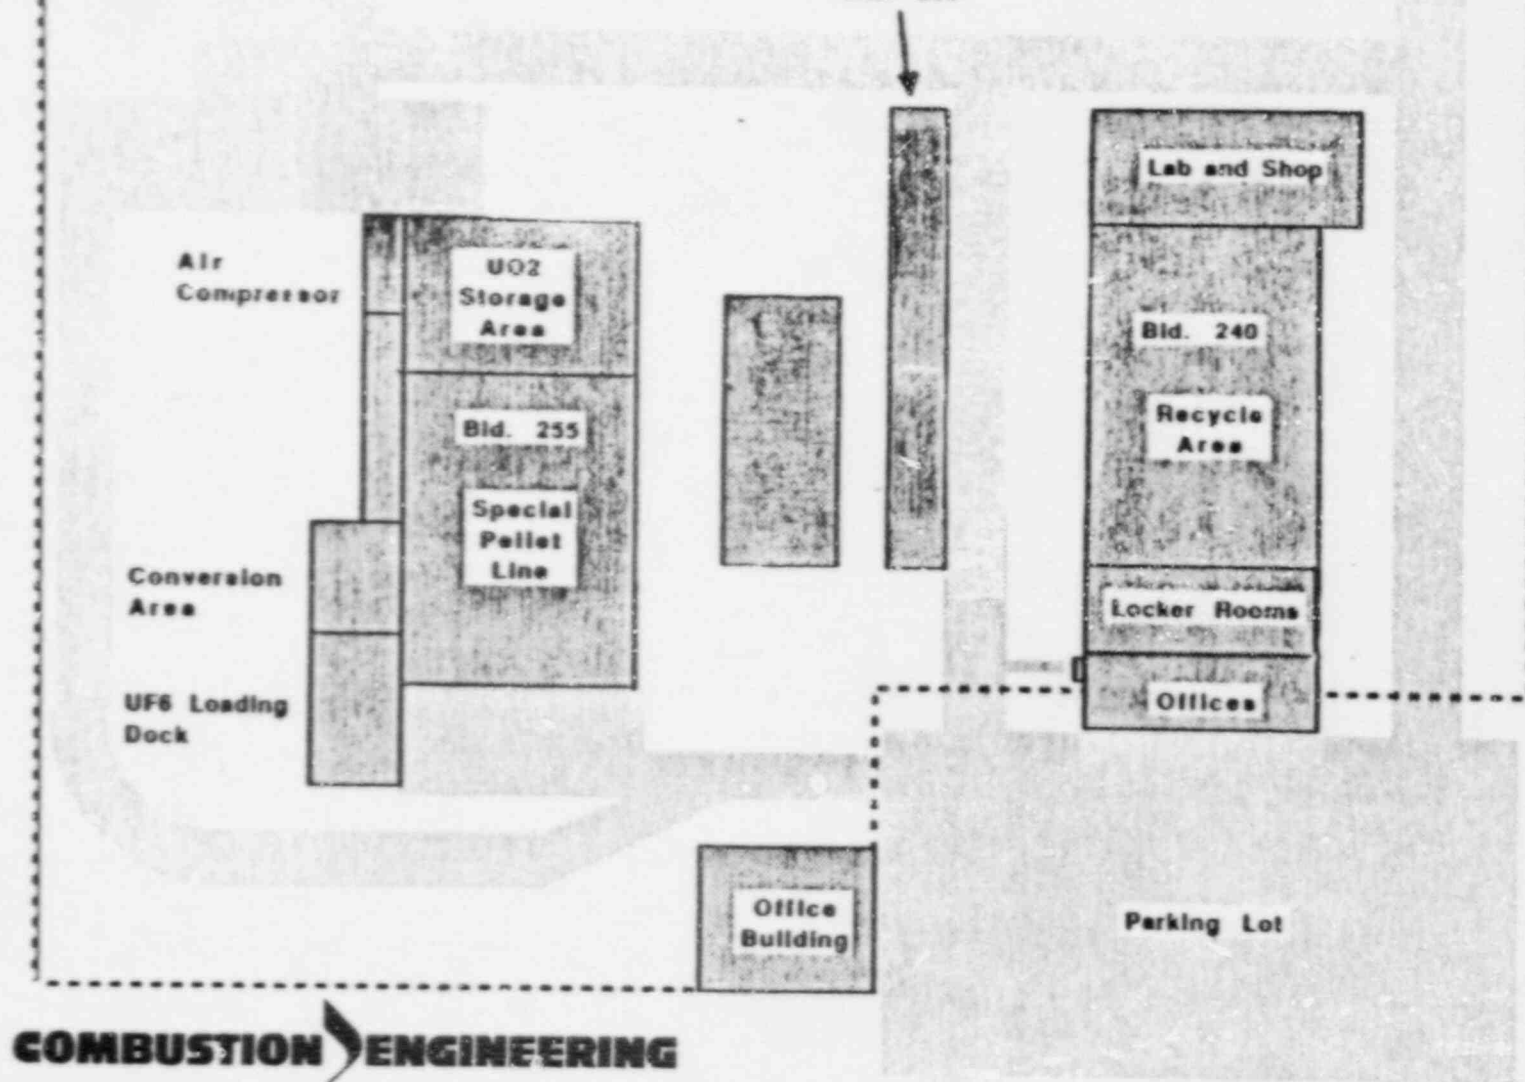 Lab and Shop
Air
Compressor
UO2
Storage
Area
Bld. 240
Bld. 255
Recycle
Area
Special
Pellet
Line
Conversion
Area
Locker Rooms
UF6 Loading
Dock
Offices
Office
Building
Parking Lot
COMBUSTION ENGINEERING